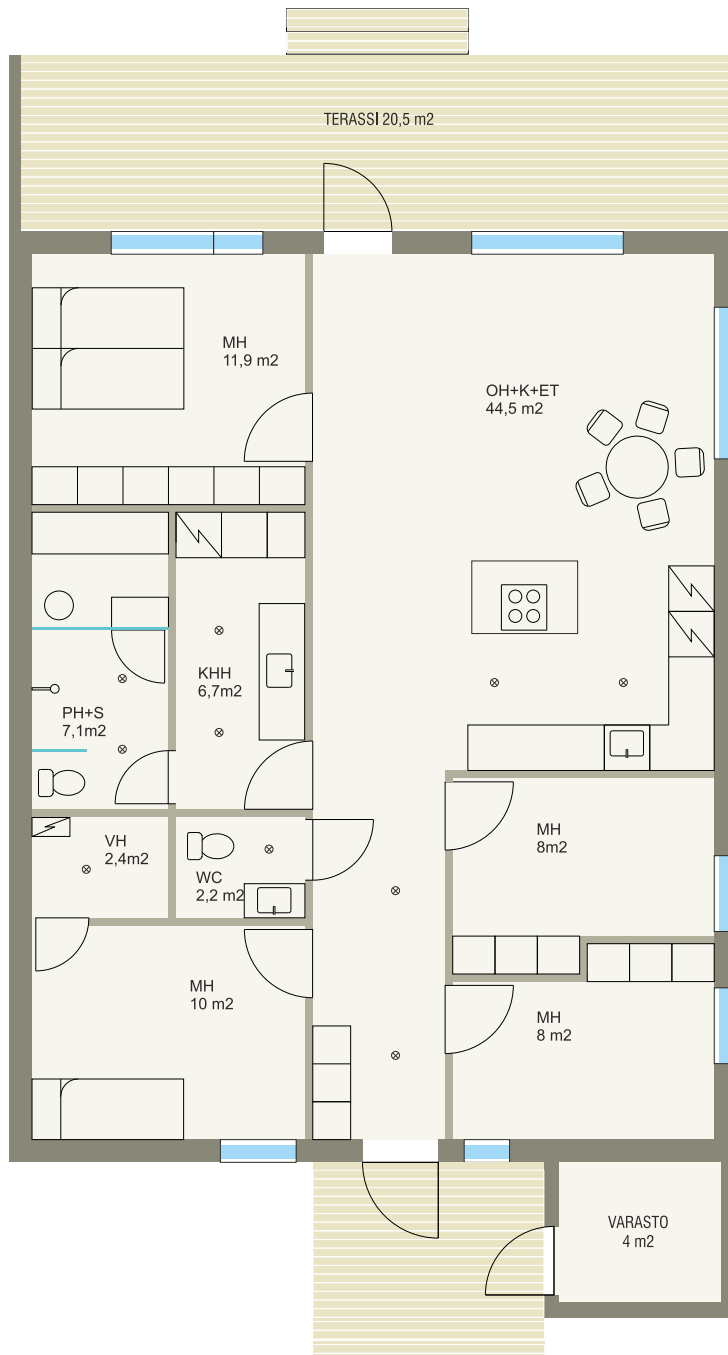 TERASSI 20,5 m2
MH
11,9 m2
OH+K+ET
44,5 m2
KHH
6,7m2
PH+S
7,1m2
VH
2,4m2
WC
2,2 m2
MH
8m2
MH
10 m2
MH
8 m2
VARASTO
4 m2